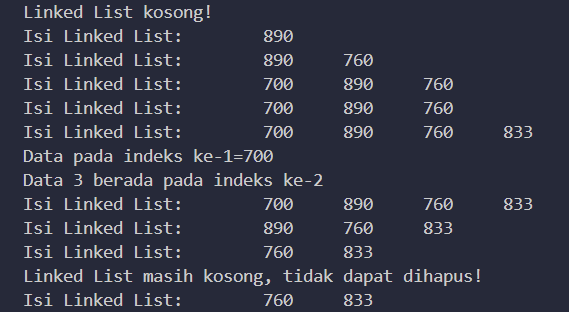 Linked List kosong!
Isi Linked List: 890
Isi Linked List: 890 760
Isi Linked List: 700 890 760
Isi Linked List: 700 890 760
Isi Linked List: 700 890 760 833
Data pada indeks ke-1=700
Data 3 berada pada indeks ke-2
Isi Linked List: 700 890 760 833
Isi Linked List: 890 760 833
Isi Linked List: 760 833
Linked List masih kosong, tidak dapat dihapus!
Isi Linked List: 760 833